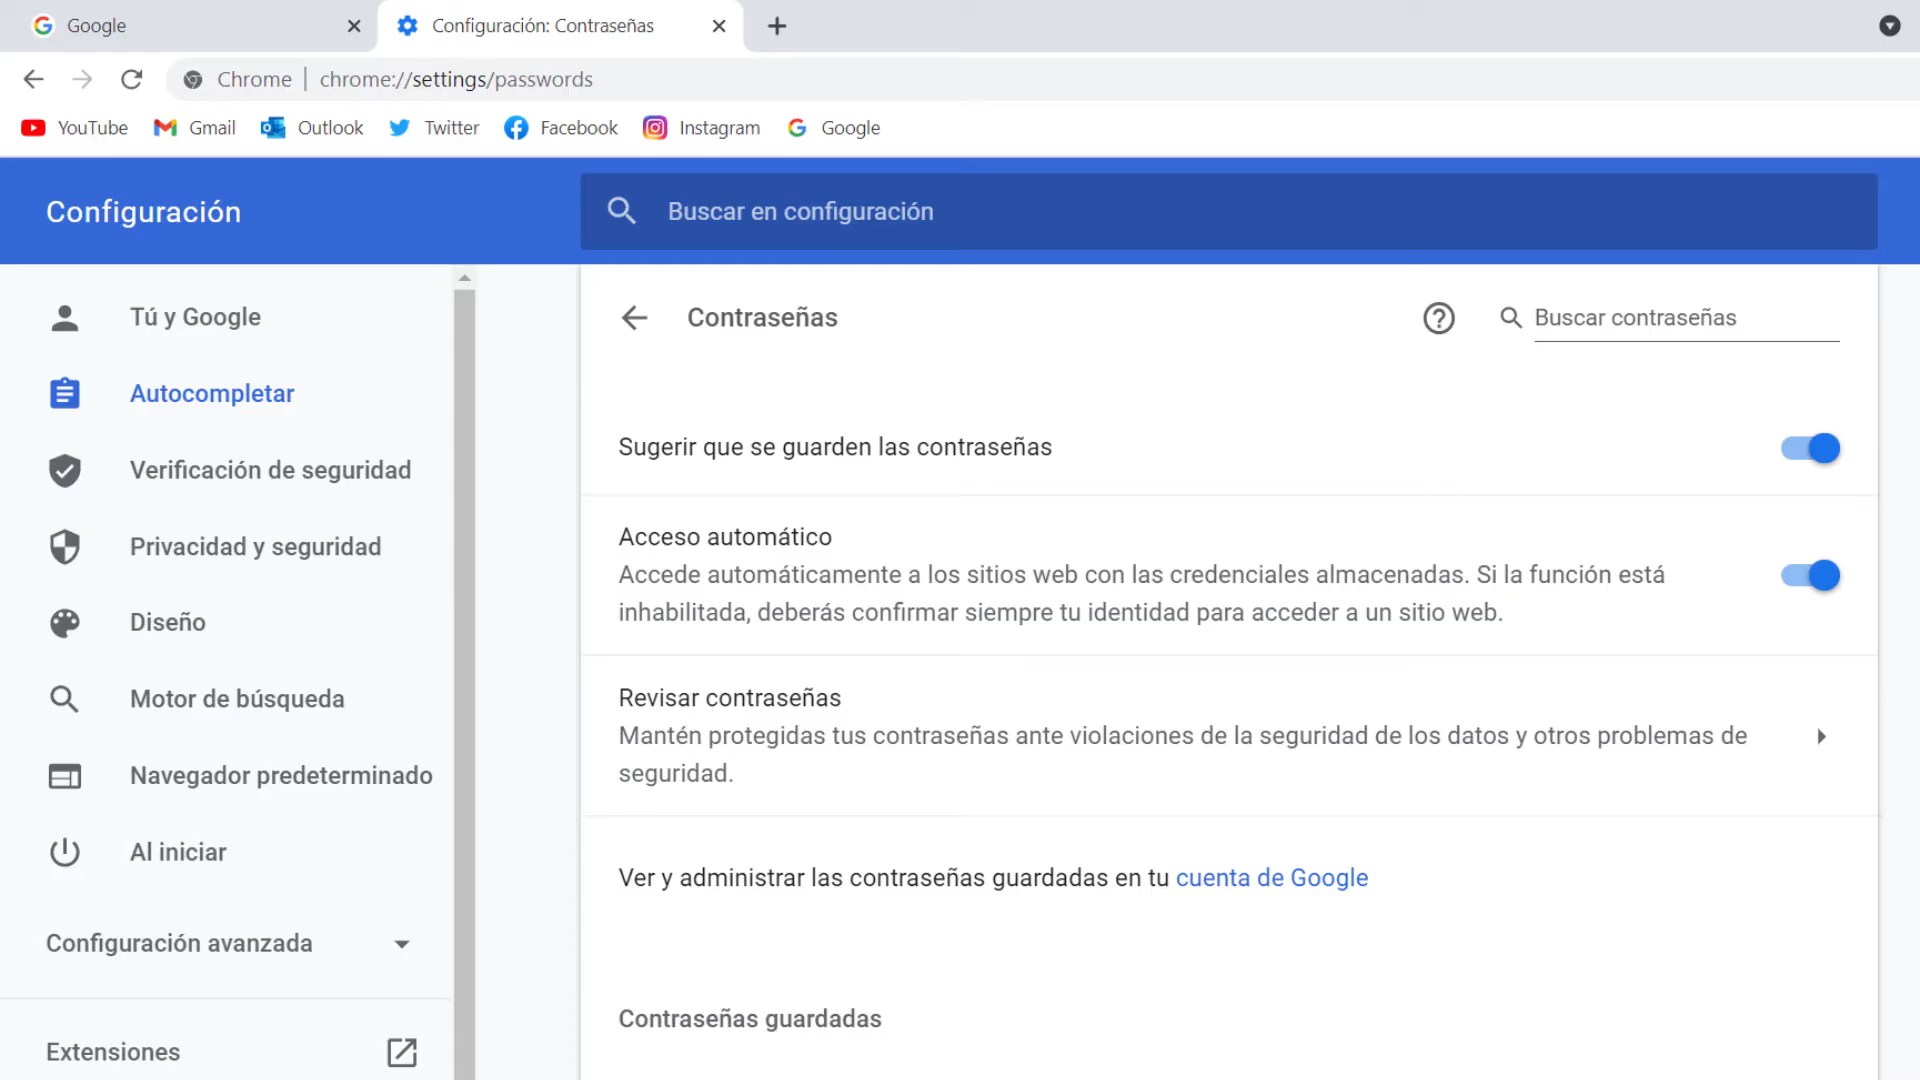 Google
Configuración: Contraseñas
Chrome | chrome://settings/passwords
YouTube Gmail Outlook Twitter Facebook Instagram Google
Configuración
Buscar en configuración
Tú y Google
Autocompletar
Verificación de seguridad
Privacidad y seguridad
Diseño
Motor de búsqueda
Navegador predeterminado
Al iniciar
Configuración avanzada
Extensiones
Contraseñas
Buscar contraseñas
Sugerir que se guarden las contraseñas
Acceso automático
Accede automáticamente a los sitios web con las credenciales almacenadas. Si la función está
inhabilitada, deberás confirmar siempre tu identidad para acceder a un sitio web.
Revisar contraseñas
Mantén protegidas tus contraseñas ante violaciones de la seguridad de los datos y otros problemas de
seguridad.
Ver y administrar las contraseñas guardadas en tu cuenta de Google
Contraseñas guardadas